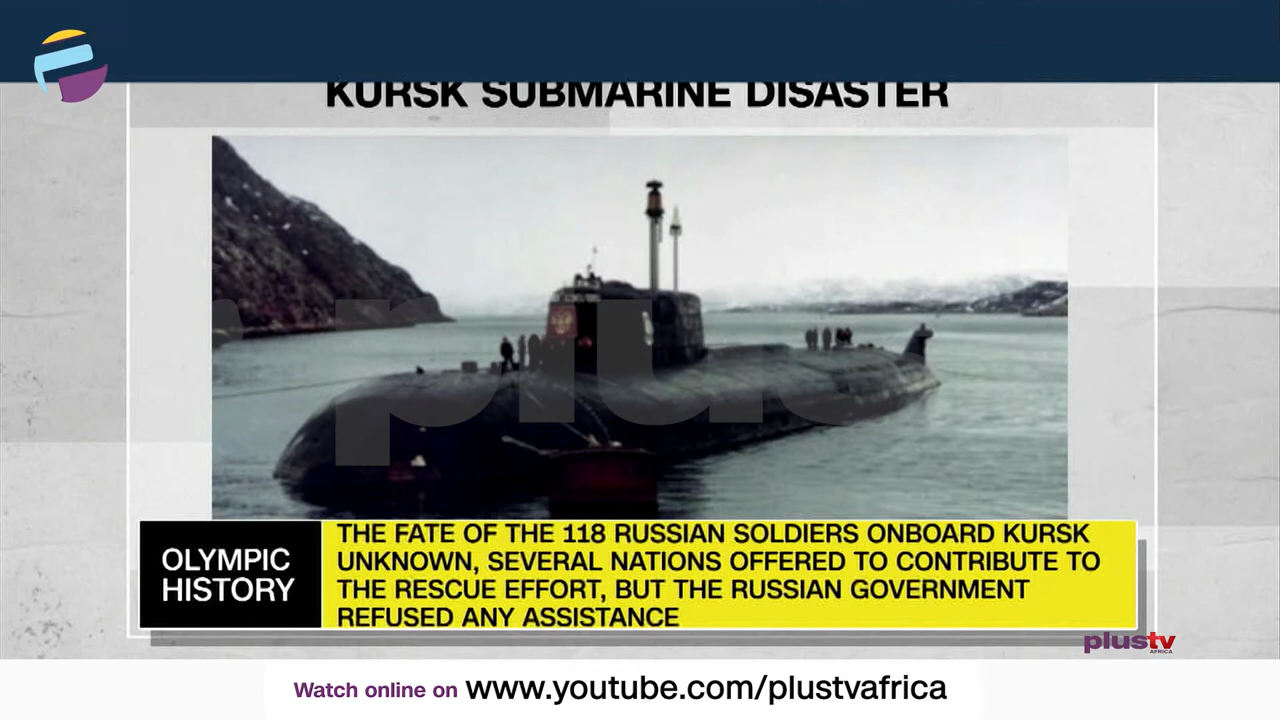 KURSK SUBMARINE DISASTER
plus
OLYMPIC
HISTORY
THE FATE OF THE 118 RUSSIAN SOLDIERS ONBOARD KURSK
UNKNOWN, SEVERAL NATIONS OFFERED TO CONTRIBUTE TO
THE RESCUE EFFORT, BUT THE RUSSIAN GOVERNMENT
REFUSED ANY ASSISTANCE
plustv
AFRICA
Watch online on www.youtube.com/plustvafrica